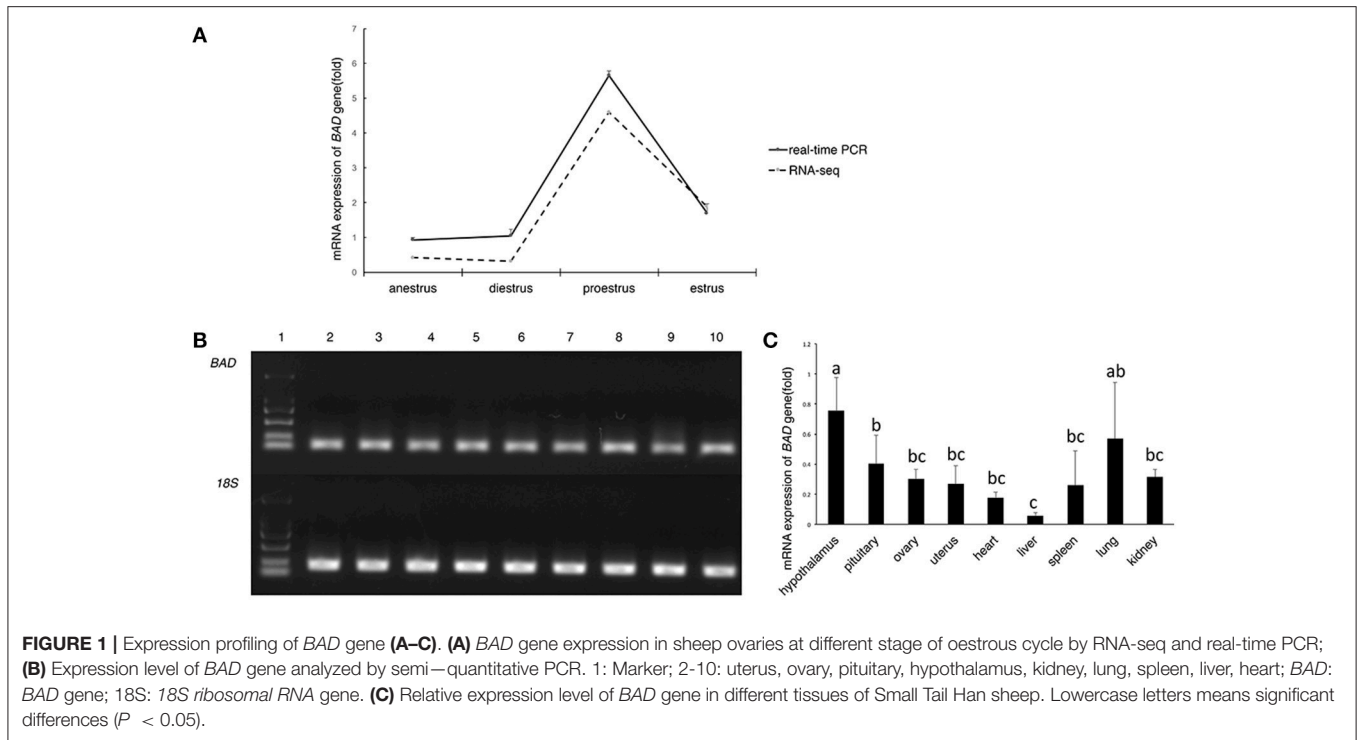 A
mRNA expression of BAD gene(fold)
7
6
5
4
3
2
1
0
anestrus diestrus proestrus estrus
real-time PCR
RNA-seq
B
1 2 3 4 5 6 7 8 9 10
BAD
18S
C
mRNA expression of BAD gene(fold)
1.2
1
0.8
0.6
0.4
0.2
0
a b bc bc bc c bc ab bc
hypothalamus pituitary ovary uterus heart liver spleen lung kidney
FIGURE 1 | Expression profiling of BAD gene (A–C). (A) BAD gene expression in sheep ovaries at different stage of oestrous cycle by RNA-seq and real-time PCR;
(B) Expression level of BAD gene analyzed by semi—quantitative PCR. 1: Marker; 2-10: uterus, ovary, pituitary, hypothalamus, kidney, lung, spleen, liver, heart; BAD:
BAD gene; 18S: 18S ribosomal RNA gene. (C) Relative expression level of BAD gene in different tissues of Small Tail Han sheep. Lowercase letters means significant
differences (P < 0.05).